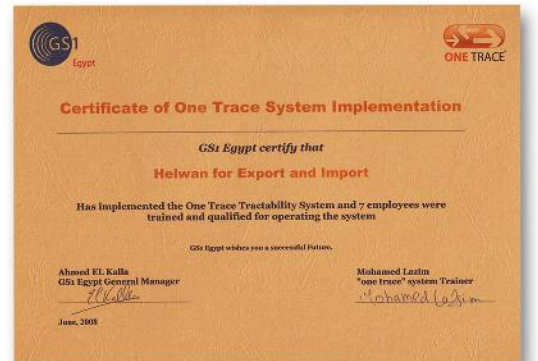 GS1
Egypt
ONE TRACE
Certificate of One Trace System Implementation
GS1 Egypt certify that
Helwan for Export and Import
Has implemented the One Trace Tractability System and 7 employees were
trained and qualified for operating the system
GS1 Egypt wishes you a successful Future.
Ahmed EL Kalla
GS1 Egypt General Manager
Mohamed Lazim
"one trace" system Trainer
Mohamed Lazim
June, 2008